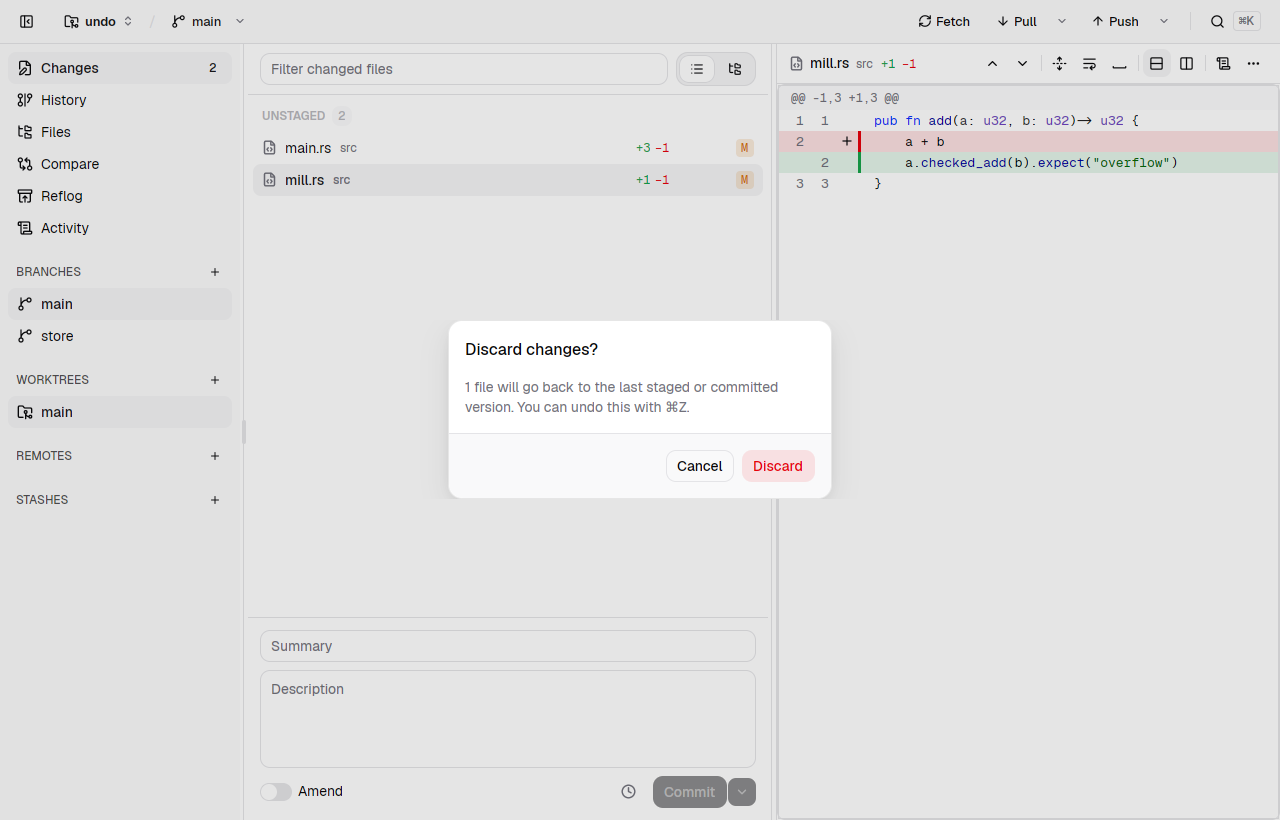 undo / main Fetch Pull Push ⌘K
Changes 2
History
Files
Compare
Reflog
Activity
BRANCHES
main
store
WORKTREES
main
REMOTES
STASHES
Filter changed files
UNSTAGED 2
main.rs src +3 −1 M
mill.rs src +1 −1 M
Summary
Description
Amend Commit
mill.rs src +1 −1
@@ -1,3 +1,3 @@
1 1 pub fn add(a: u32, b: u32)-> u32 {
2 + a + b
2 a.checked_add(b).expect("overflow")
3 3 }
Discard changes?
1 file will go back to the last staged or committed
version. You can undo this with ⌘Z.
Cancel Discard